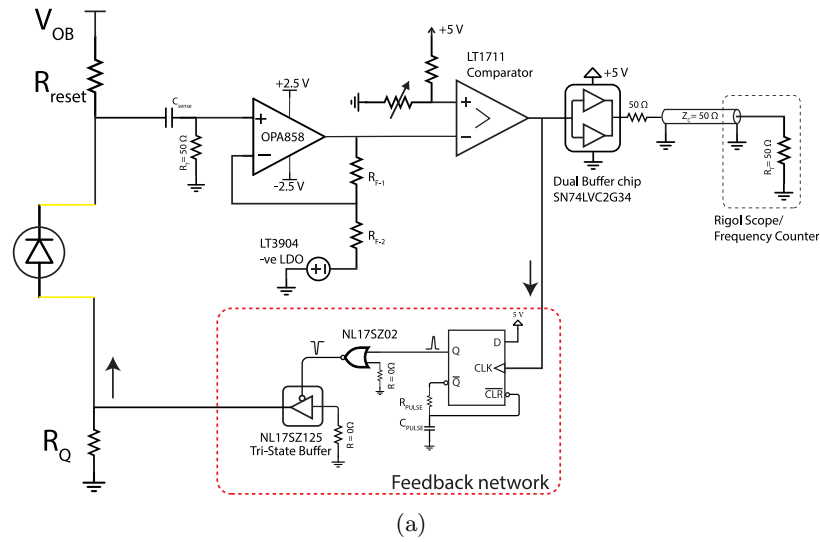 V_OB
R_reset
C_sense
R_T= 50 Ω
+2.5 V
OPA858
−2.5 V
R_F-1
R_F-2
LT3904
-ve LDO
+5 V
LT1711
Comparator
+5 V
50 Ω
Z_C= 50 Ω
R_T= 50 Ω
Dual Buffer chip
SN74LVC2G34
Rigol Scope/
Frequency Counter
NL17SZ02
R = 0Ω
5 V
D
Q
CLK
Q̅
C̅L̅R̅
R_PULSE
C_PULSE
NL17SZ125
Tri-State Buffer
R = 0Ω
R_Q
Feedback network
(a)